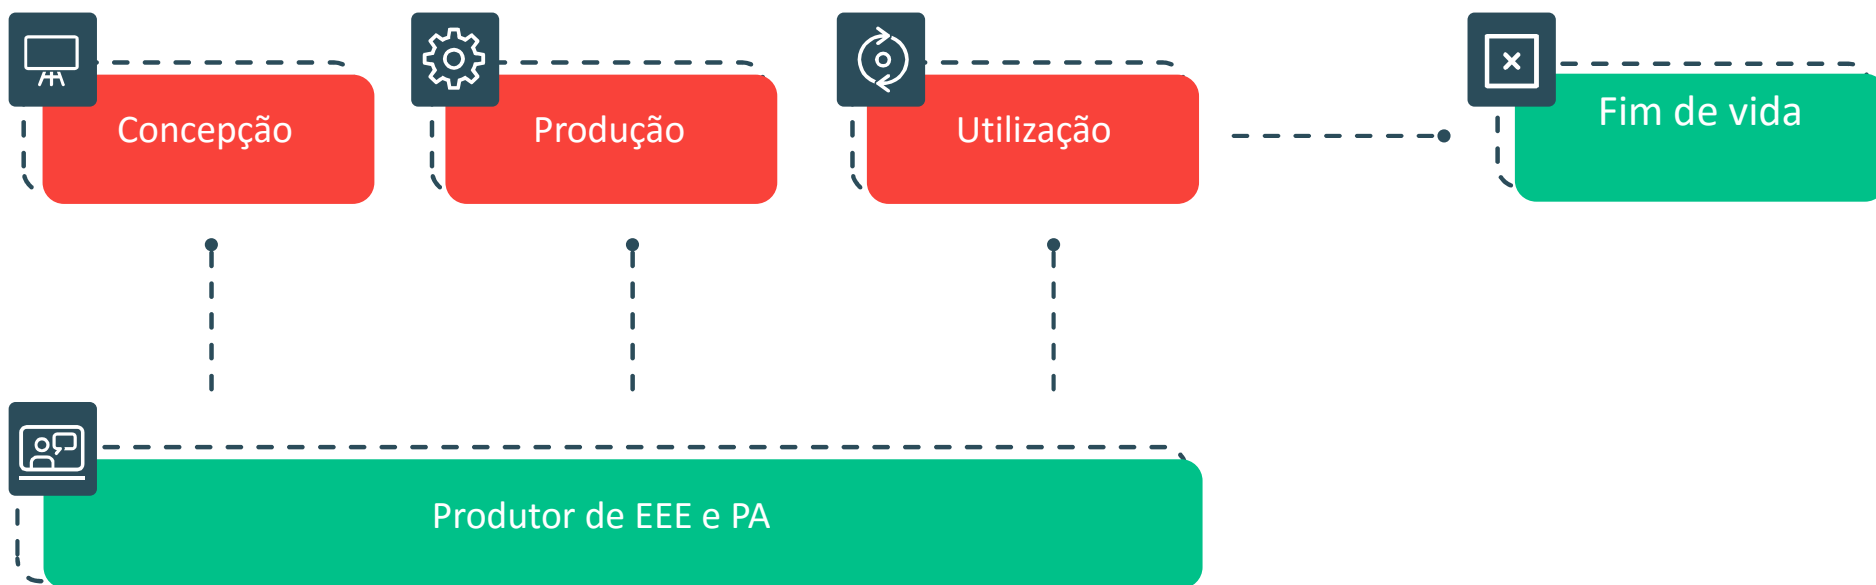 Concepção
Produção
Utilização
Fim de vida
Produtor de EEE e PA